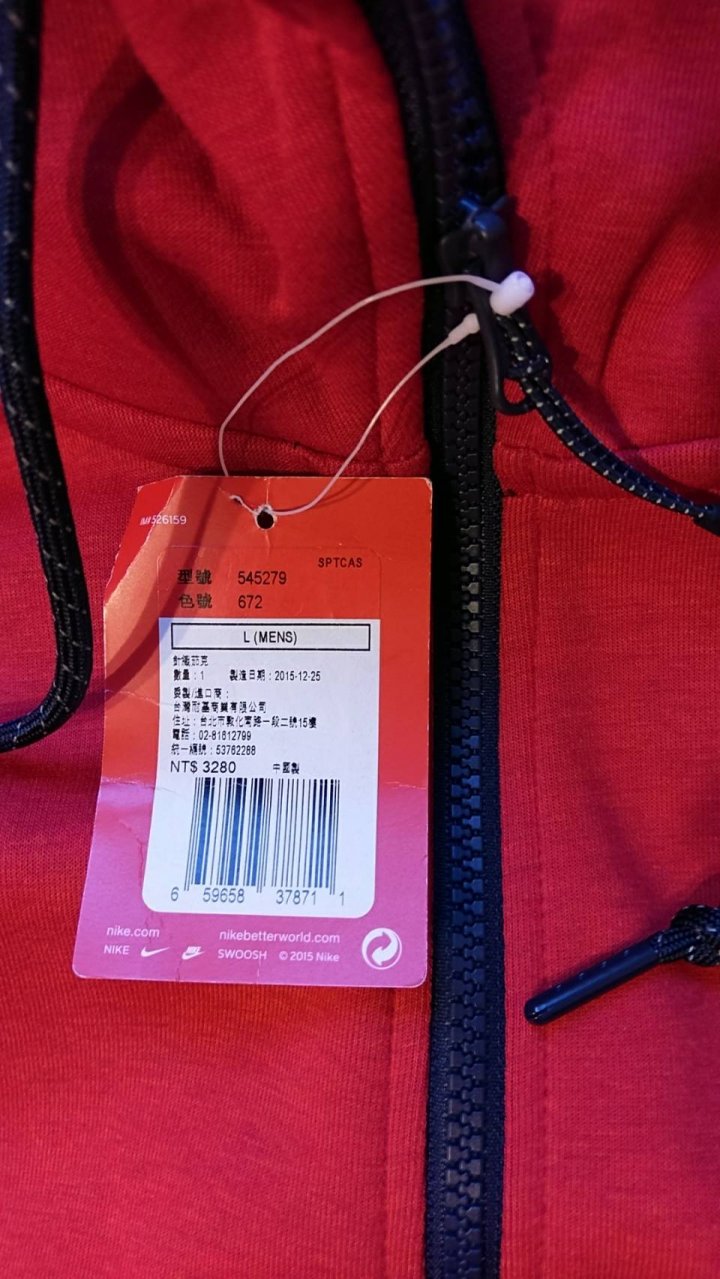 526159
SPTCAS
型號 545279
色號 672
L (MENS)
針織茄克
數量：1 製造日期：2015-12-25
委製/進口商：
台灣耐基商業有限公司
住址：台北市敦化南路一段二號15樓
電話：02-81612799
統一編號：53762288
NT$ 3280 中國製
6 59658 37871 1
nike.com nikebetterworld.com
NIKE SWOOSH © 2015 Nike